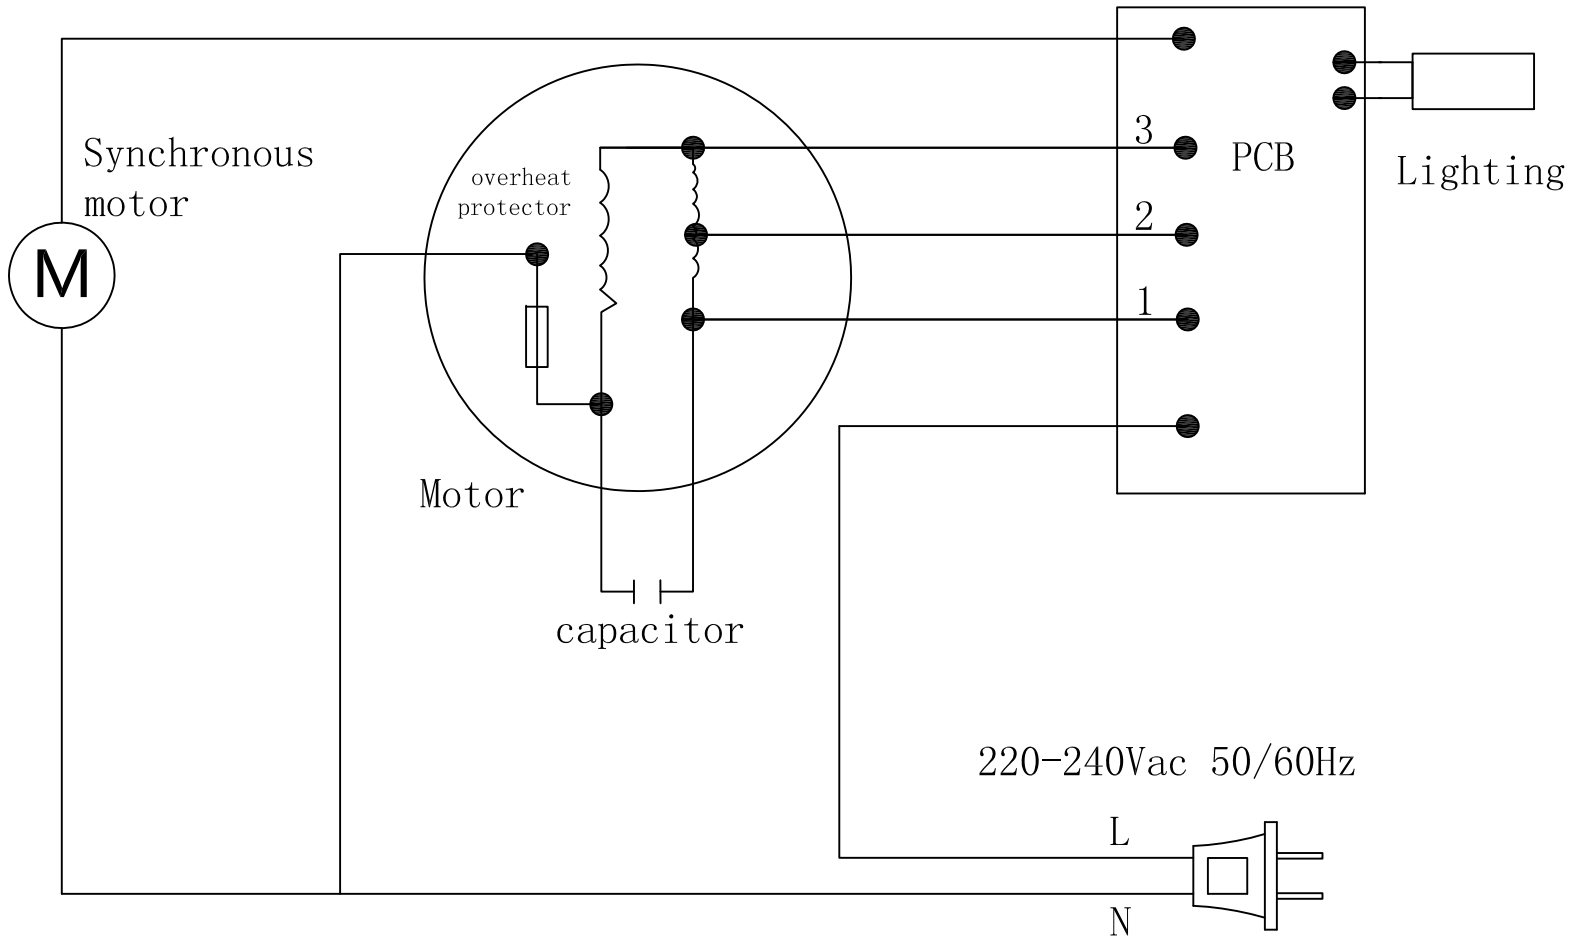 Synchronous
motor
M
overheat
protector
3
2
1
PCB
Lighting
Motor
capacitor
220-240Vac 50/60Hz
L
N